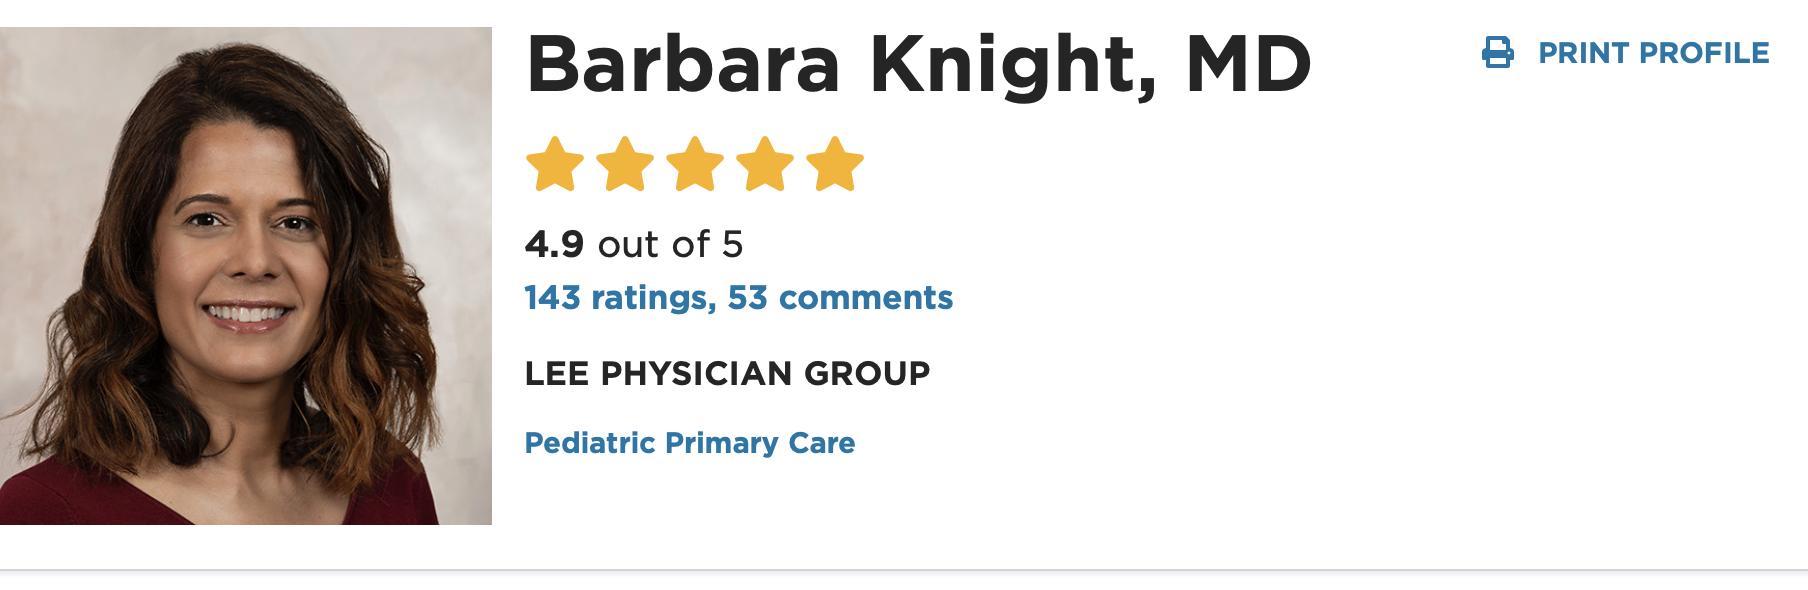 Barbara Knight, MD
PRINT PROFILE
4.9 out of 5
143 ratings, 53 comments
LEE PHYSICIAN GROUP
Pediatric Primary Care